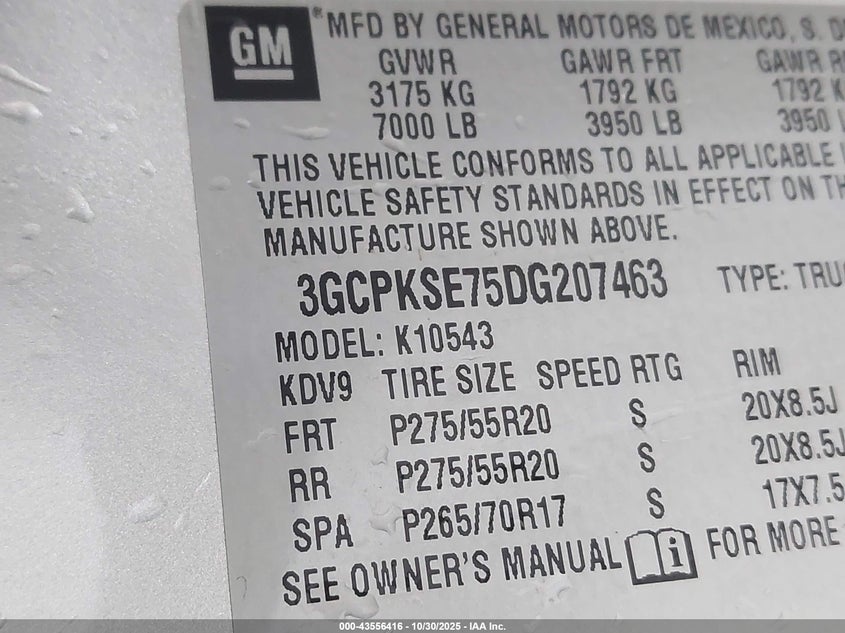 GM ® MFD BY GENERAL MOTORS DE MEXICO, S. D
GVWR GAWR FRT GAWR R
3175 KG 1792 KG 1792 K
7000 LB 3950 LB 3950 L
THIS VEHICLE CONFORMS TO ALL APPLICABLE
VEHICLE SAFETY STANDARDS IN EFFECT ON TH
MANUFACTURE SHOWN ABOVE.
3GCPKSE75DG207463 TYPE: TRU
MODEL: K10543
KDV9 TIRE SIZE SPEED RTG RIM
FRT P275/55R20 S 20X8.5J
RR P275/55R20 S 20X8.5J
SPA P265/70R17 S 17X7.5
SEE OWNER'S MANUAL i FOR MORE
000-43556416 - 10/30/2025 - IAA Inc.